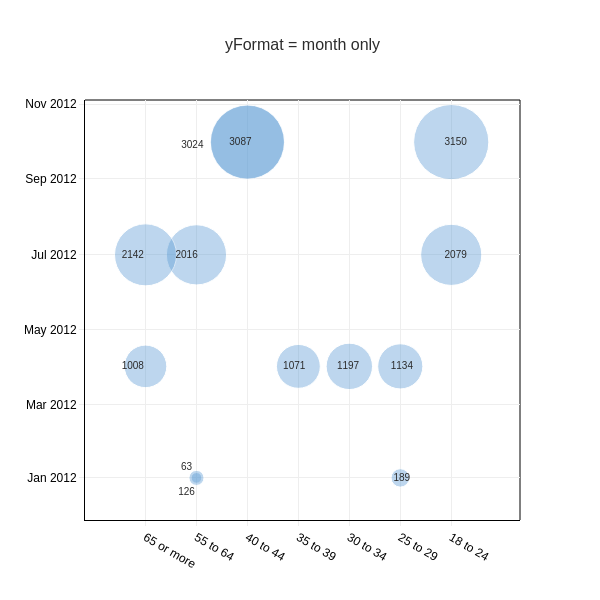 yFormat = month only
Nov 2012
3024
3087
3150
Sep 2012
Jul 2012
2142
2016
2079
May 2012
1008
1071
1197
1134
Mar 2012
63
Jan 2012
189
126
65 or more
55 to 64
40 to 44
35 to 39
30 to 34
25 to 29
18 to 24